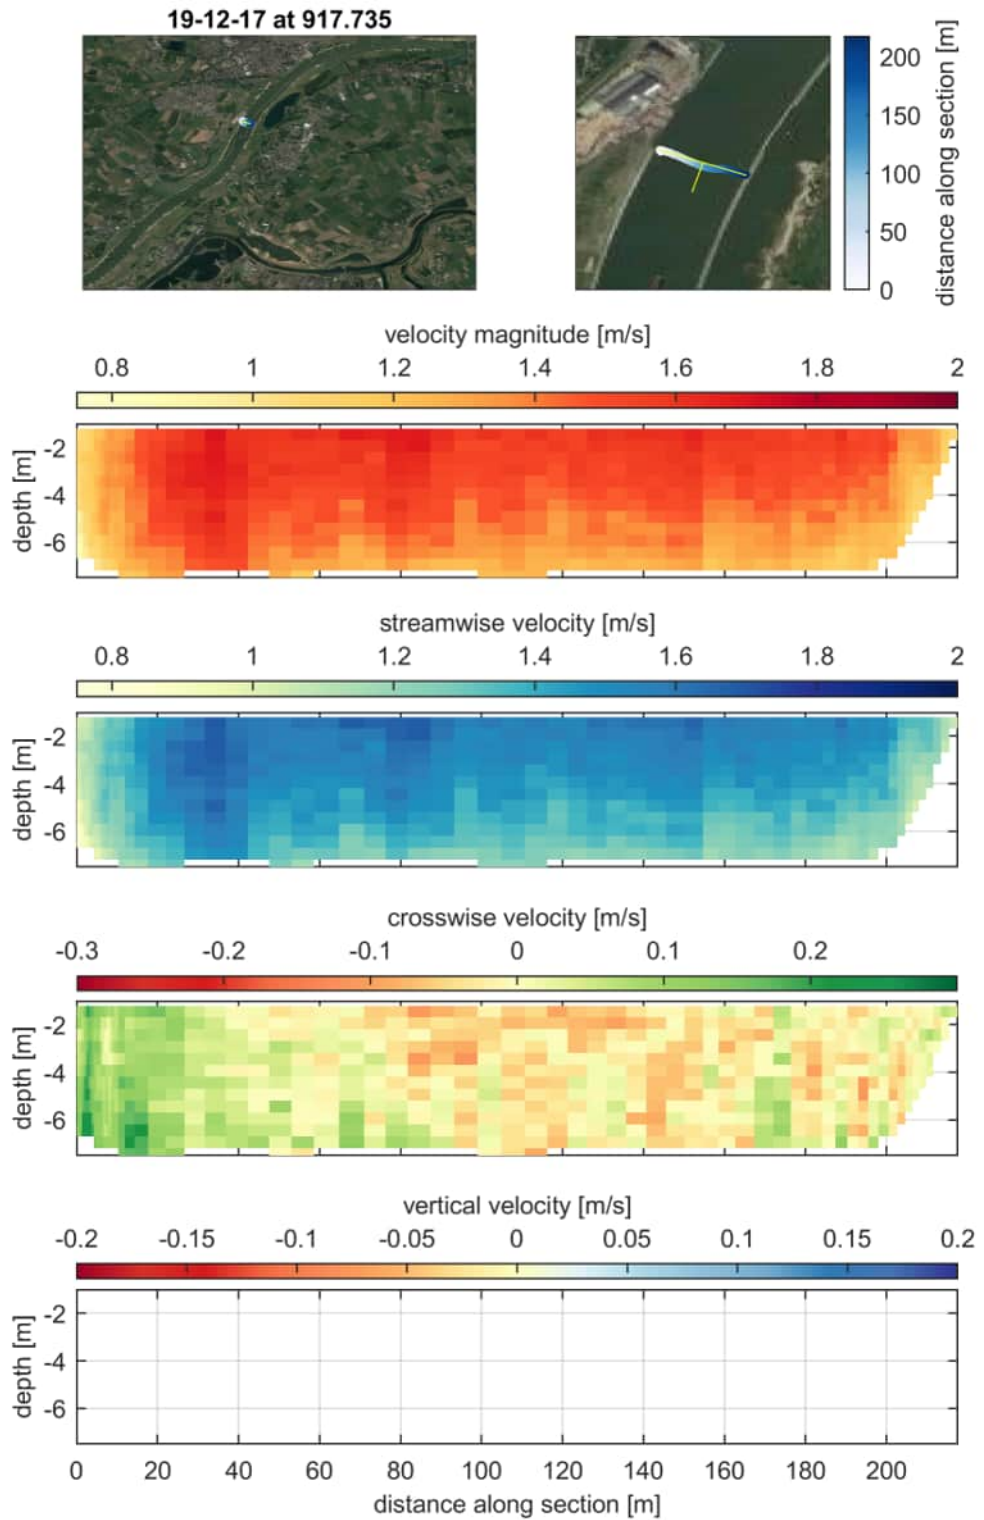 19-12-17 at 917.735
200
150
100
50
0
distance along section [m]
velocity magnitude [m/s]
0.8 1 1.2 1.4 1.6 1.8 2
-2
-4
-6
depth [m]
streamwise velocity [m/s]
0.8 1 1.2 1.4 1.6 1.8 2
-2
-4
-6
depth [m]
crosswise velocity [m/s]
-0.3 -0.2 -0.1 0 0.1 0.2
-2
-4
-6
depth [m]
vertical velocity [m/s]
-0.2 -0.15 -0.1 -0.05 0 0.05 0.1 0.15 0.2
-2
-4
-6
depth [m]
0 20 40 60 80 100 120 140 160 180 200
distance along section [m]